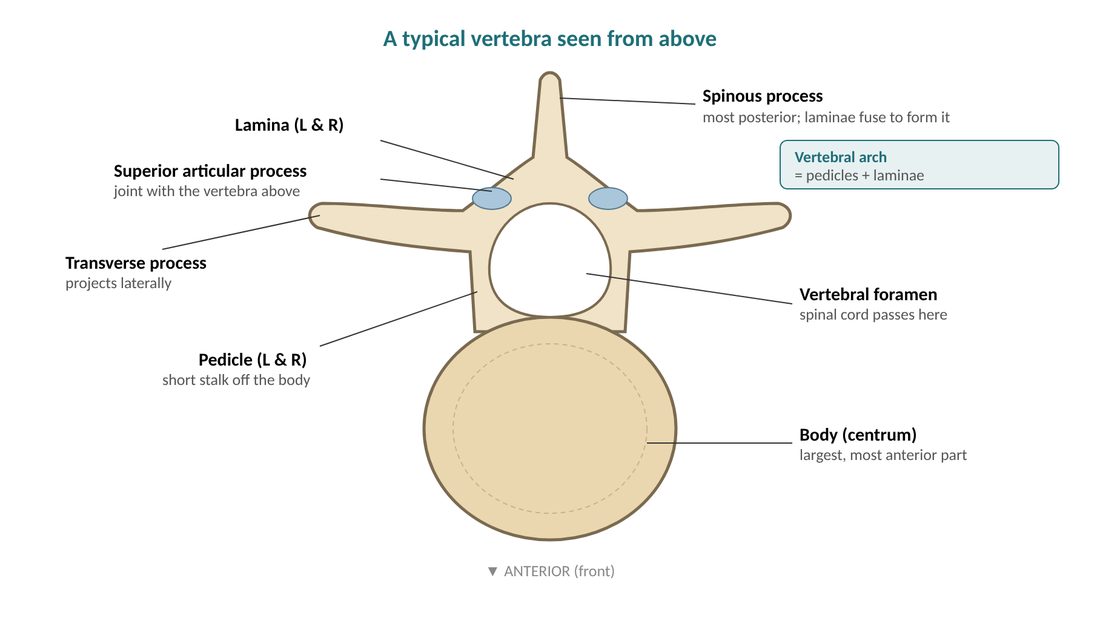 A typical vertebra seen from above
Spinous process
most posterior; laminae fuse to form it
Lamina (L & R)
Vertebral arch
= pedicles + laminae
Superior articular process
joint with the vertebra above
Transverse process
projects laterally
Vertebral foramen
spinal cord passes here
Pedicle (L & R)
short stalk off the body
Body (centrum)
largest, most anterior part
▼ ANTERIOR (front)